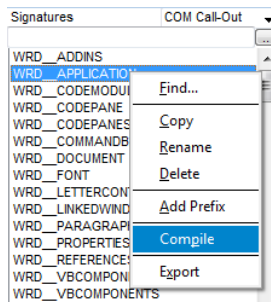 Signatures COM Call-Out
...
WRD__ADDINS
WRD__APPLICATION
WRD__CODEMODU
WRD__CODEPANE
WRD__CODEPANES
WRD__COMMANDB
WRD__DOCUMENT
WRD__FONT
WRD__LETTERCON
WRD__LINKEDWIND
WRD__PARAGRAPH
WRD__PROPERTIES
WRD__REFERENCES
WRD__VBCOMPON
WRD__VBCOMPONENTS
Find...
Copy
Rename
Delete
Add Prefix
Compile
Export